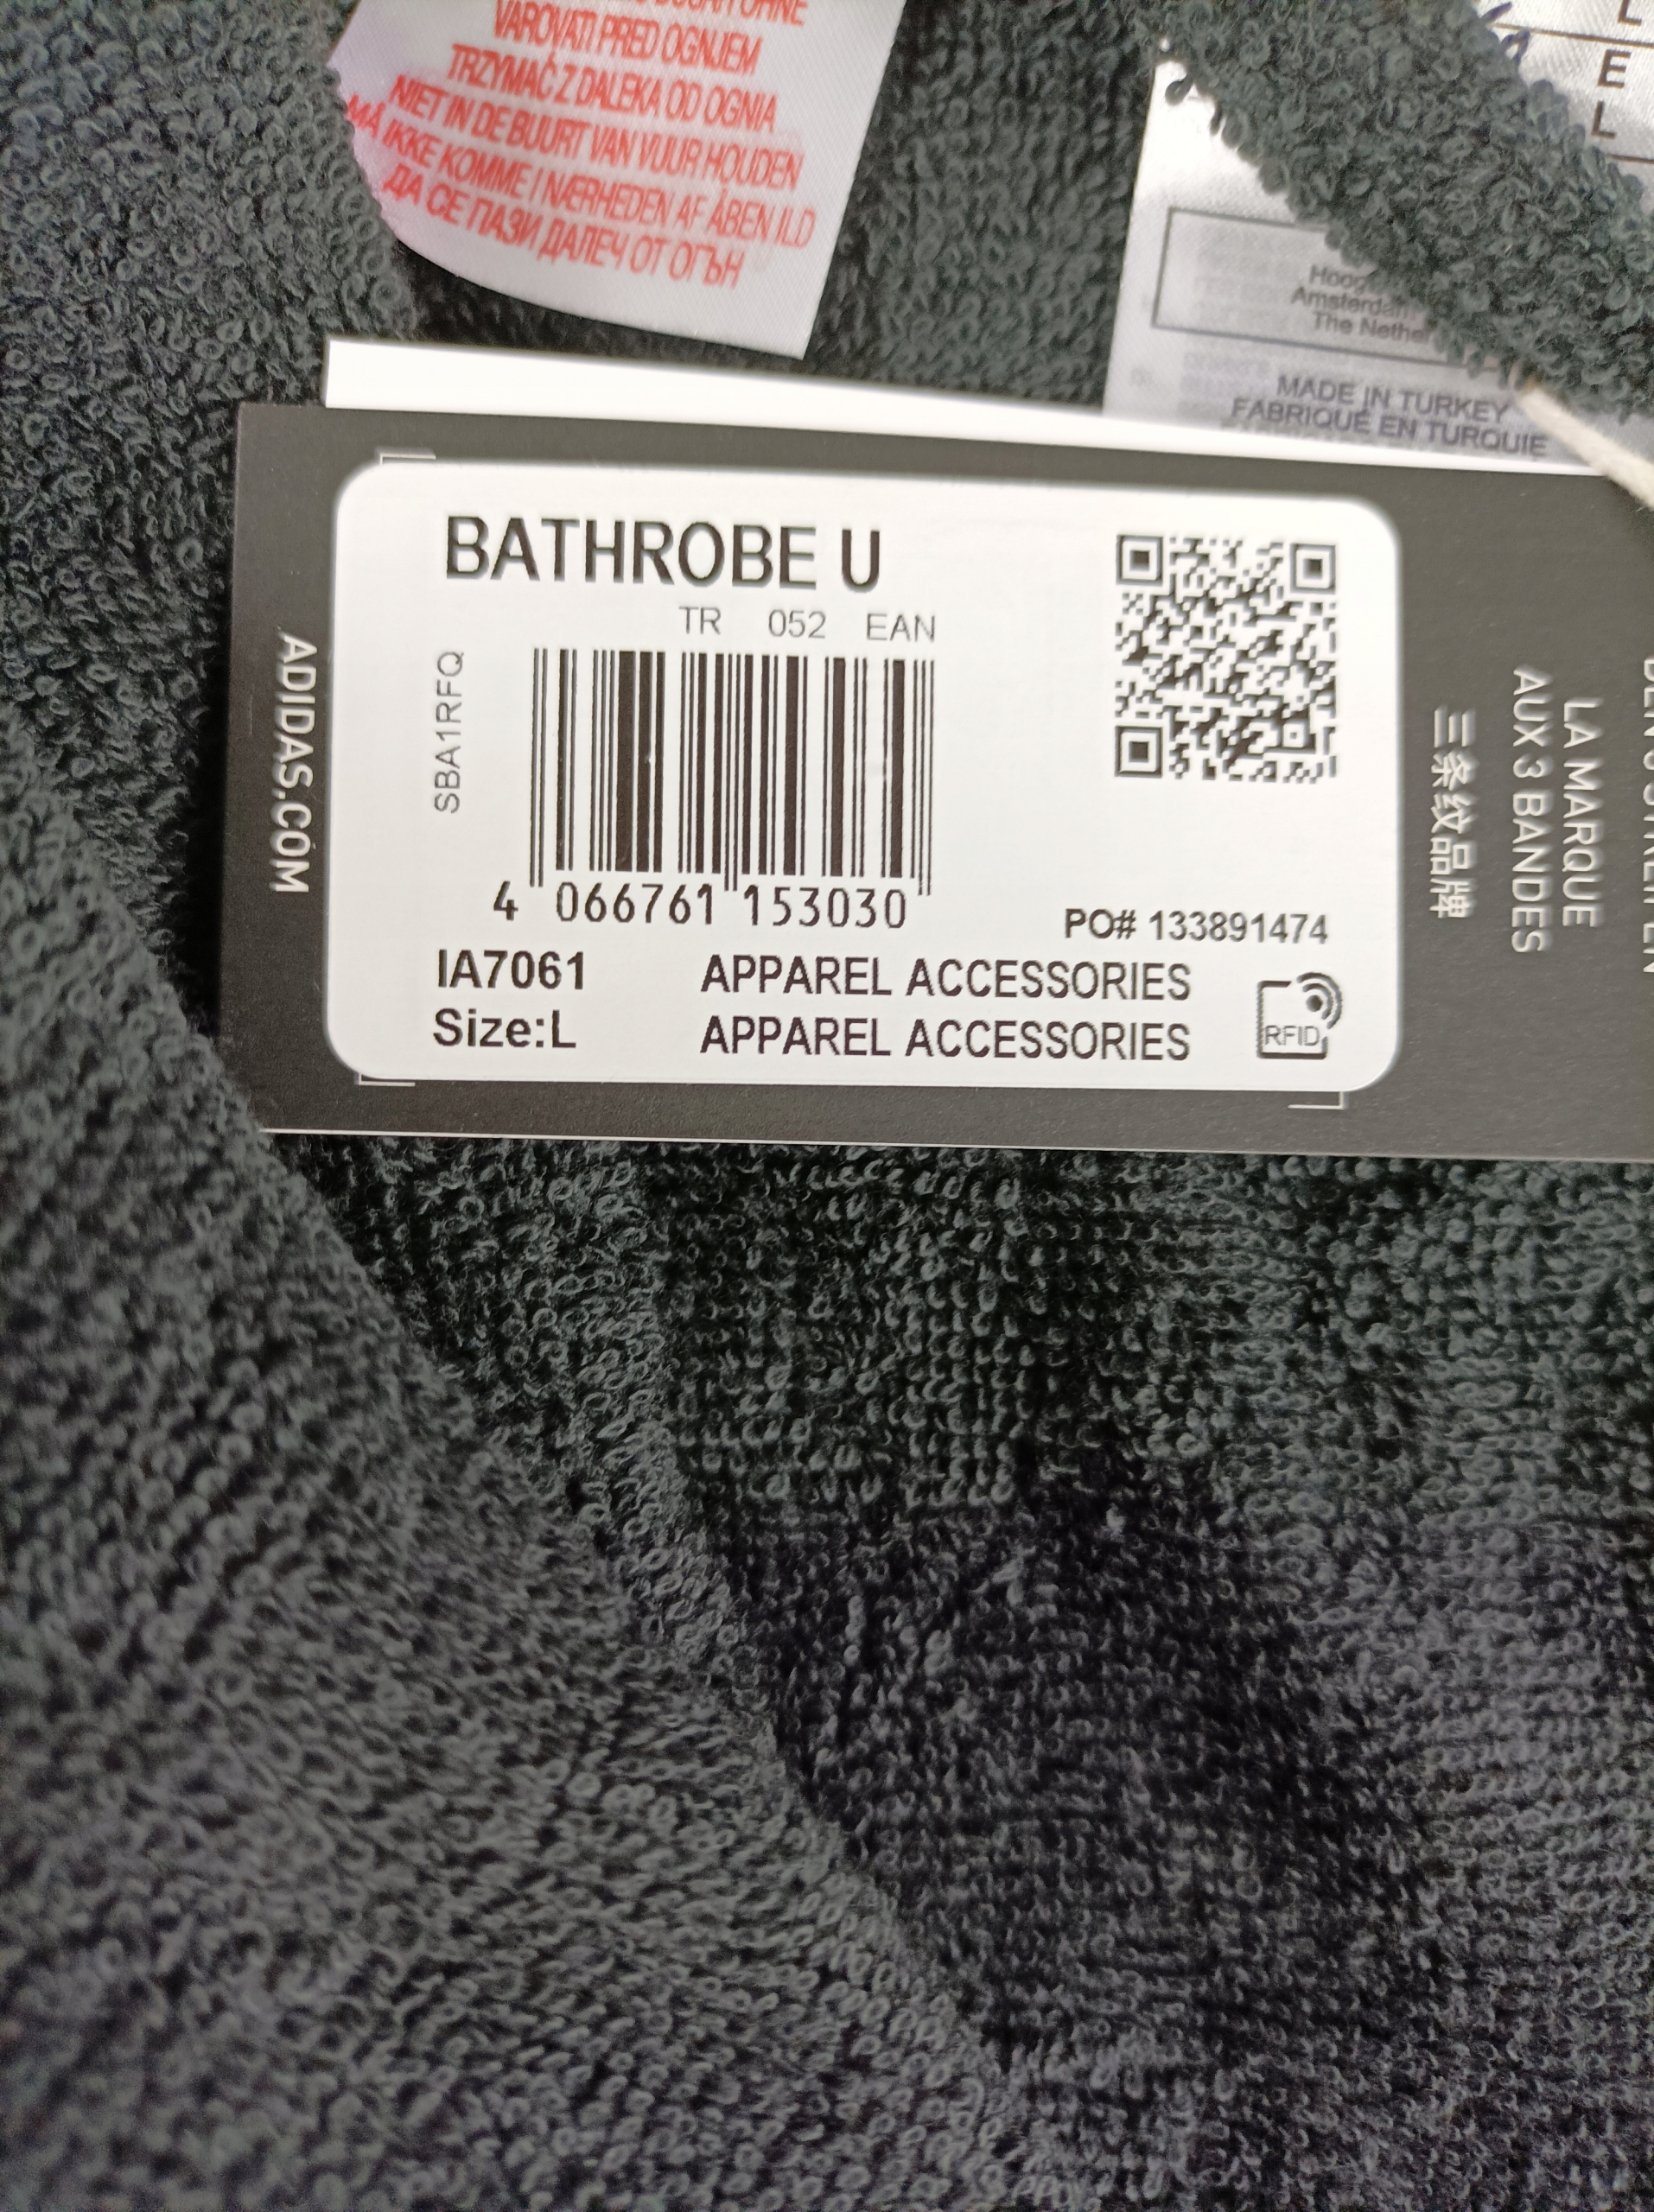 VAROVATI PRED OGNJEM
TRZYMAĆ Z DALEKA OD OGNIA
NIET IN DE BUURT VAN VUUR HOUDEN
MÅ IKKE KOMME I NÆRHEDEN AF ÅBEN ILD
ДА СЕ ПАЗИ ДАЛЕЧ ОТ ОГЪН
L
E
L
Amsterdam
The
MADE IN TURKEY
FABRIQUÉ EN TURQUIE
BATHROBE U
TR 052 EAN
SBA1RFQ
4 066761 153030
PO# 133891474
IA7061 APPAREL ACCESSORIES
Size:L APPAREL ACCESSORIES
RFID
ADIDAS.COM
三条纹品牌
LA MARQUE
AUX 3 BANDES